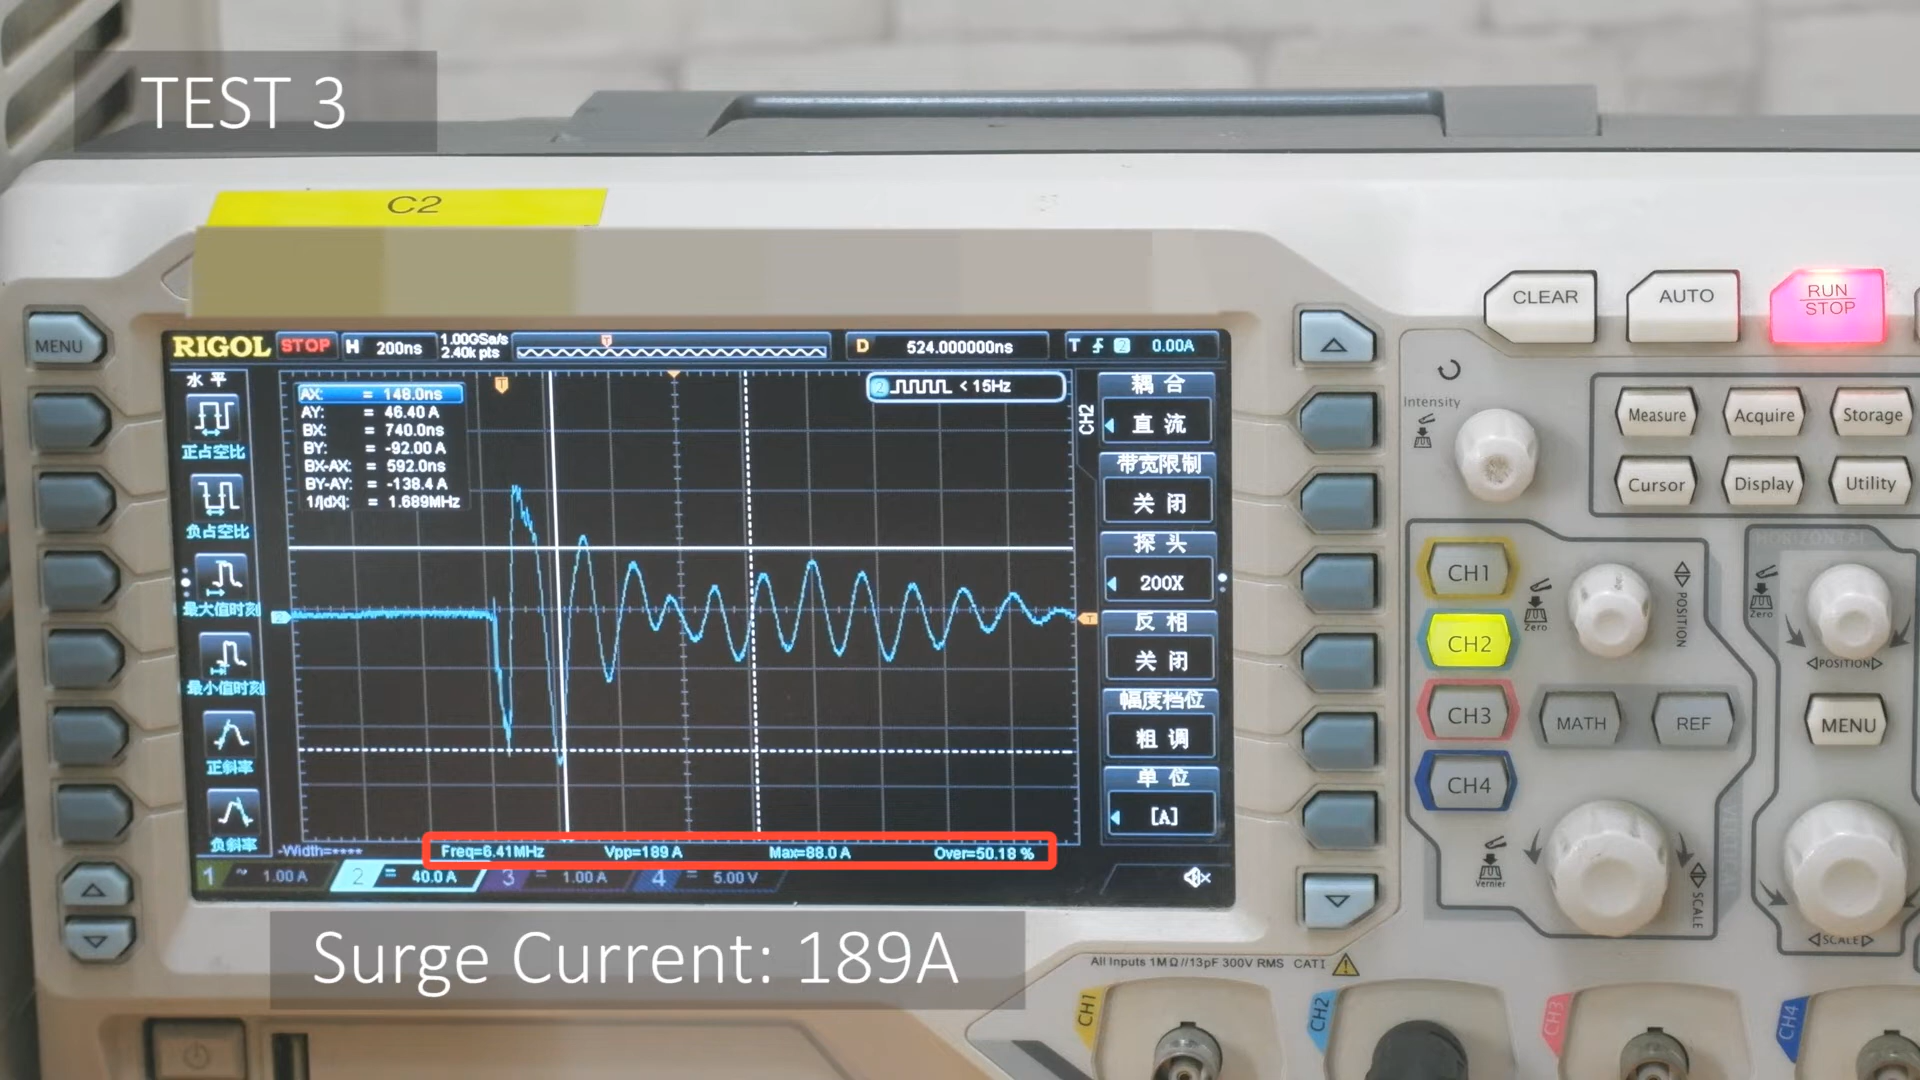 TEST 3
C2
RIGOL STOP H 200ns 1.00GSa/s 2.40k pts D 524.000000ns T 2 0.00A
MENU
水平
正占空比
负占空比
最大值时刻
最小值时刻
正斜率
负斜率
AX: = 148.0ns
AY: = 46.40 A
BX: = 740.0ns
BY: = -92.00 A
BX-AX: = 592.0ns
BY-AY: = -138.4 A
1/|dX|: = 1.689MHz
T
2 < 15Hz
CH2
耦合
直流
带宽限制
关闭
探头
200X
反相
关闭
幅度档位
粗调
单位
[A]
-Width=****
Freq=6.41MHz Vpp=189 A Max=88.0 A Over=50.18 %
1 ~ 1.00 A 2 = 40.0 A 3 = 1.00 A 4 = 5.00 V
Surge Current: 189A
CLEAR
AUTO
RUN
STOP
Intensity
Measure
Acquire
Storage
Cursor
Display
Utility
HORIZONTAL
CH1
CH2
CH3
CH4
Zero
POSITION
Zero
POSITION
MATH
REF
MENU
Vernier
VERTICAL
SCALE
SCALE
All Inputs 1MΩ//13pF 300V RMS CAT I
CH1
CH2
CH3
CH4